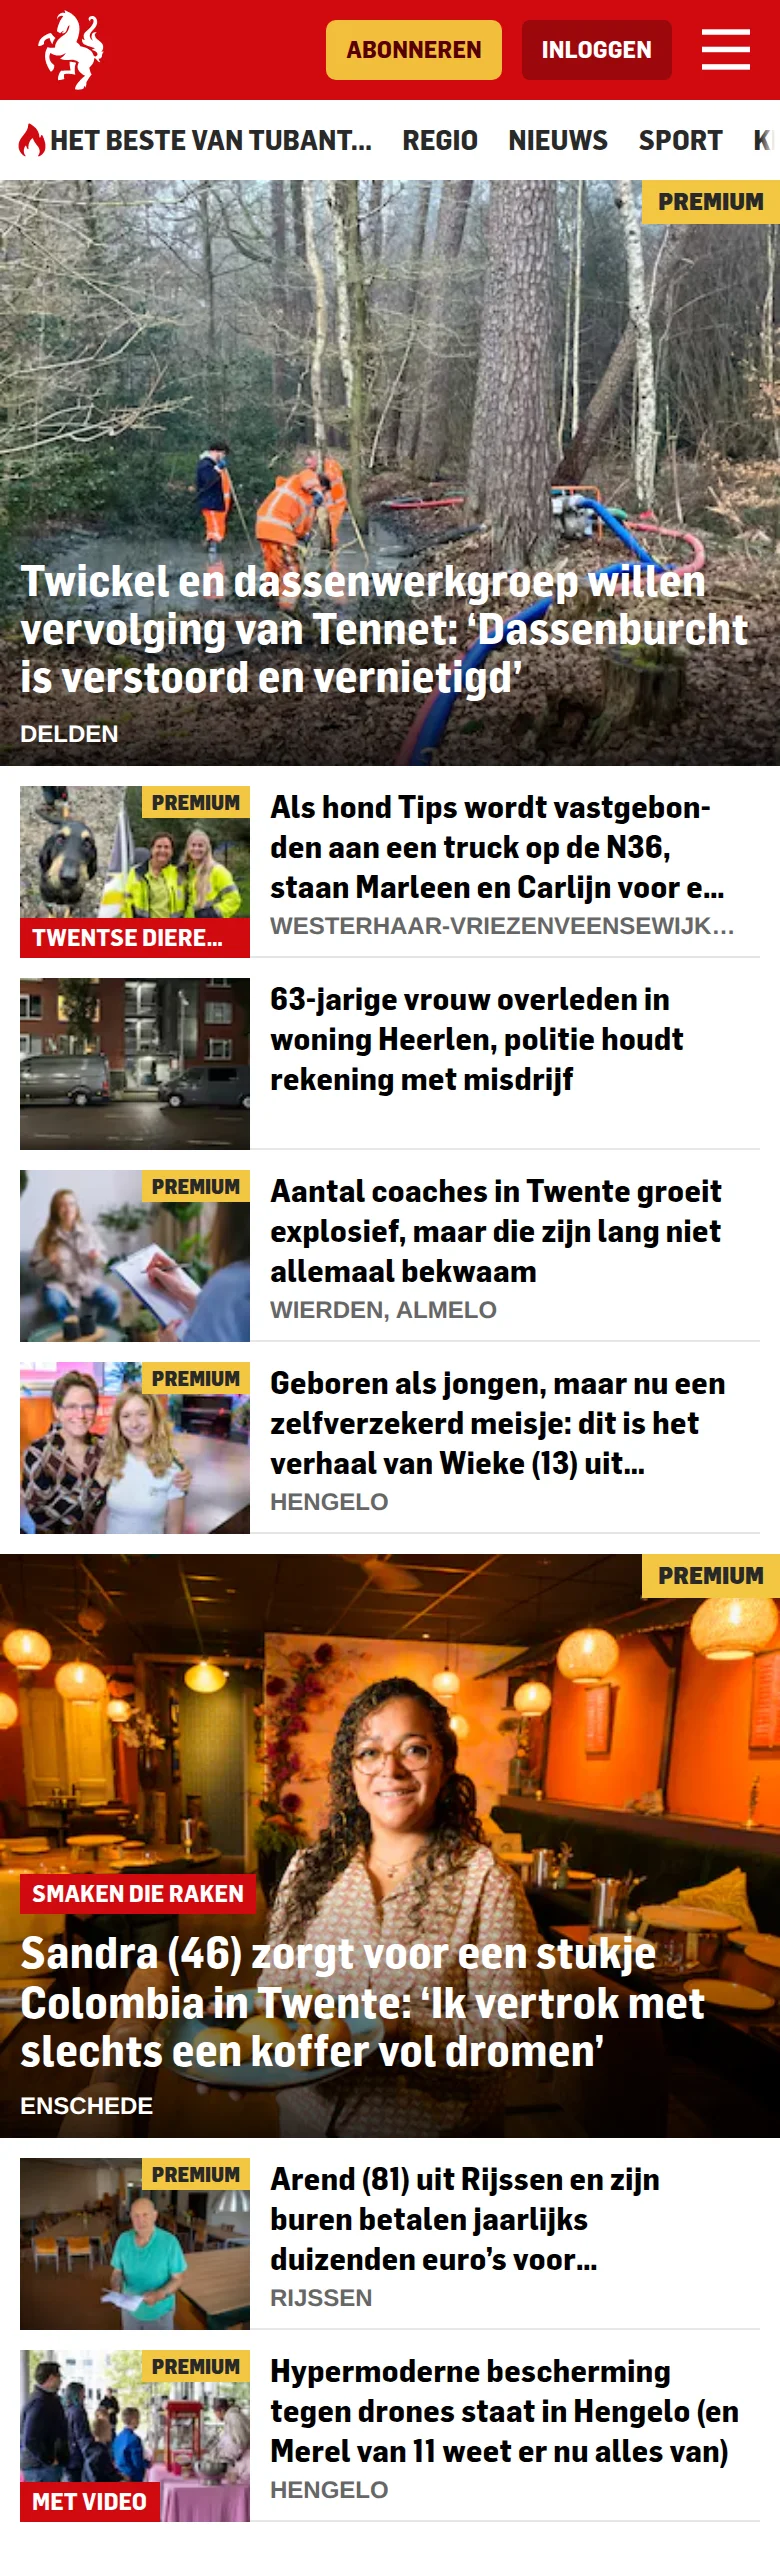 ABONNEREN
INLOGGEN
HET BESTE VAN TUBANT...
REGIO
NIEUWS
SPORT
PREMIUM
Twickel en dassenwerkgroep willen
vervolging van Tennet: ‘Dassenburcht
is verstoord en vernietigd’
DELDEN
PREMIUM
TWENTSE DIERE...
Als hond Tips wordt vastgebon-
den aan een truck op de N36,
staan Marleen en Carlijn voor e...
WESTERHAAR-VRIEZENVEENSEWIJK...
63-jarige vrouw overleden in
woning Heerlen, politie houdt
rekening met misdrijf
PREMIUM
Aantal coaches in Twente groeit
explosief, maar die zijn lang niet
allemaal bekwaam
WIERDEN, ALMELO
PREMIUM
Geboren als jongen, maar nu een
zelfverzekerd meisje: dit is het
verhaal van Wieke (13) uit...
HENGELO
PREMIUM
SMAKEN DIE RAKEN
Sandra (46) zorgt voor een stukje
Colombia in Twente: ‘Ik vertrok met
slechts een koffer vol dromen’
ENSCHEDE
PREMIUM
Arend (81) uit Rijssen en zijn
buren betalen jaarlijks
duizenden euro’s voor...
RIJSSEN
PREMIUM
MET VIDEO
Hypermoderne bescherming
tegen drones staat in Hengelo (en
Merel van 11 weet er nu alles van)
HENGELO